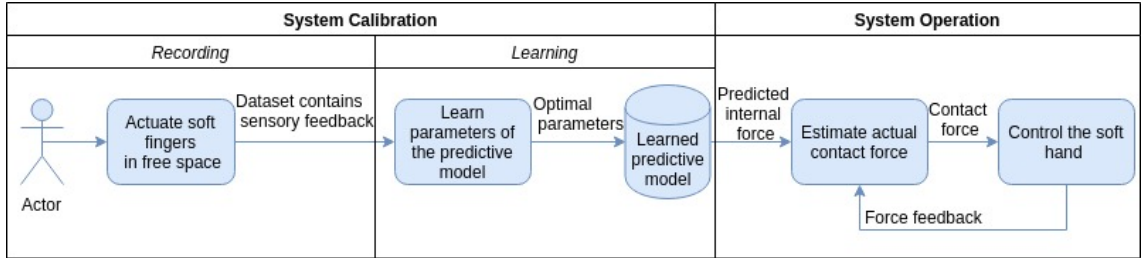 System Calibration
System Operation
Recording
Learning
Actor
Actuate soft
fingers
in free space
Dataset contains
sensory feedback
Learn
parameters of
the predictive
model
Optimal
parameters
Learned
predictive
model
Predicted
internal
force
Estimate actual
contact force
Contact
force
Control the soft
hand
Force feedback